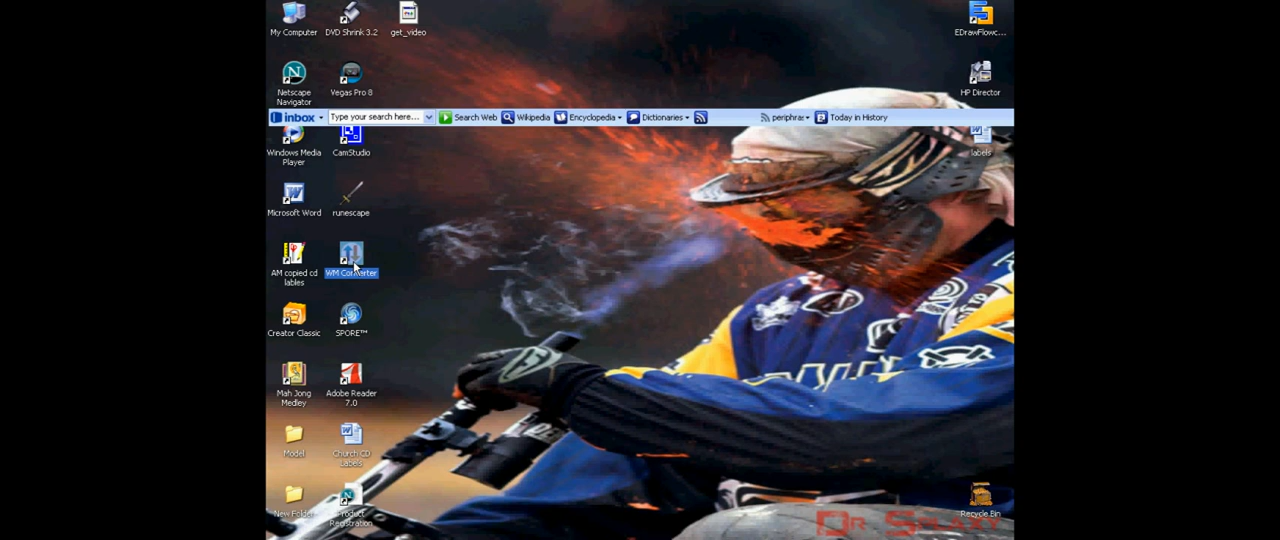 My Computer
DVD Shrink 3.2
get_video
EDrawFlowc...
Netscape
Navigator
Vegas Pro 8
HP Director
inbox
Type your search here...
Search Web
Wikipedia
Encyclopedia
Dictionaries
periphras
Today in History
Windows Media
Player
CamStudio
labels
Microsoft Word
runescape
AM copied cd
lables
WM Converter
Creator Classic
SPORE™
Mah Jong
Medley
Adobe Reader
7.0
Model
Church CD
Labels
New Folder
Product
Registration
Recycle Bin
DR SPLAXY